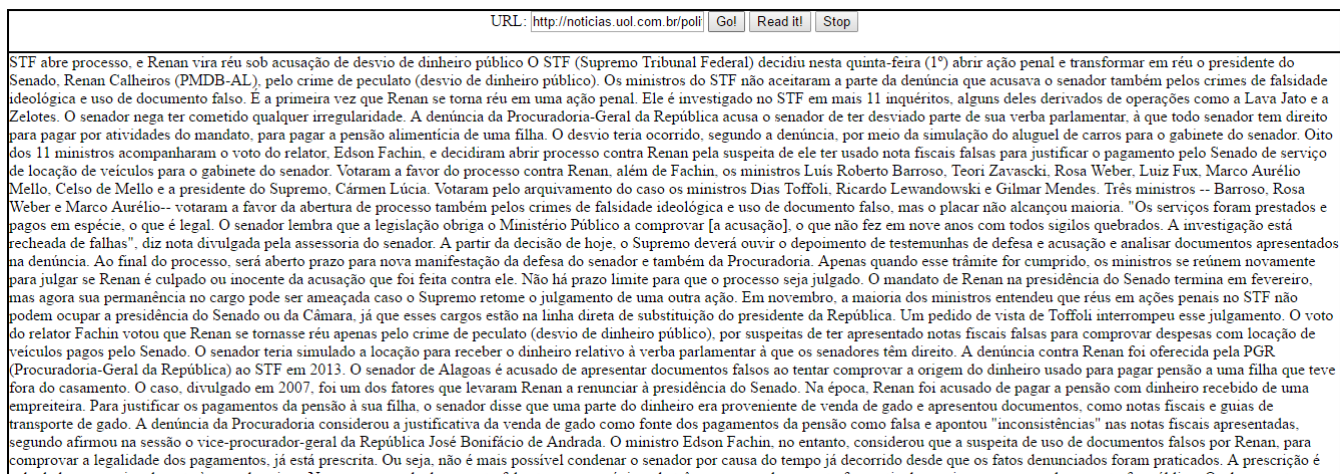 URL: http://noticias.uol.com.br/poli Go! Read it! Stop
STF abre processo, e Renan vira réu sob acusação de desvio de dinheiro público O STF (Supremo Tribunal Federal) decidiu nesta quinta-feira (1º) abrir ação penal e transformar em réu o presidente do
Senado, Renan Calheiros (PMDB-AL), pelo crime de peculato (desvio de dinheiro público). Os ministros do STF não aceitaram a parte da denúncia que acusava o senador também pelos crimes de falsidade
ideológica e uso de documento falso. É a primeira vez que Renan se torna réu em uma ação penal. Ele é investigado no STF em mais 11 inquéritos, alguns deles derivados de operações como a Lava Jato e a
Zelotes. O senador nega ter cometido qualquer irregularidade. A denúncia da Procuradoria-Geral da República acusa o senador de ter desviado parte de sua verba parlamentar, à que todo senador tem direito
para pagar por atividades do mandato, para pagar a pensão alimentícia de uma filha. O desvio teria ocorrido, segundo a denúncia, por meio da simulação do aluguel de carros para o gabinete do senador. Oito
dos 11 ministros acompanharam o voto do relator, Edson Fachin, e decidiram abrir processo contra Renan pela suspeita de ele ter usado nota fiscais falsas para justificar o pagamento pelo Senado de serviço
de locação de veículos para o gabinete do senador. Votaram a favor do processo contra Renan, além de Fachin, os ministros Luís Roberto Barroso, Teori Zavascki, Rosa Weber, Luiz Fux, Marco Aurélio
Mello, Celso de Mello e a presidente do Supremo, Cármen Lúcia. Votaram pelo arquivamento do caso os ministros Dias Toffoli, Ricardo Lewandowski e Gilmar Mendes. Três ministros -- Barroso, Rosa
Weber e Marco Aurélio-- votaram a favor da abertura de processo também pelos crimes de falsidade ideológica e uso de documento falso, mas o placar não alcançou maioria. "Os serviços foram prestados e
pagos em espécie, o que é legal. O senador lembra que a legislação obriga o Ministério Público a comprovar [a acusação], o que não fez em nove anos com todos sigilos quebrados. A investigação está
recheada de falhas", diz nota divulgada pela assessoria do senador. A partir da decisão de hoje, o Supremo deverá ouvir o depoimento de testemunhas de defesa e acusação e analisar documentos apresentados
na denúncia. Ao final do processo, será aberto prazo para nova manifestação da defesa do senador e também da Procuradoria. Apenas quando esse trâmite for cumprido, os ministros se reúnem novamente
para julgar se Renan é culpado ou inocente da acusação que foi feita contra ele. Não há prazo limite para que o processo seja julgado. O mandato de Renan na presidência do Senado termina em fevereiro,
mas agora sua permanência no cargo pode ser ameaçada caso o Supremo retome o julgamento de uma outra ação. Em novembro, a maioria dos ministros entendeu que réus em ações penais no STF não
podem ocupar a presidência do Senado ou da Câmara, já que esses cargos estão na linha direta de substituição do presidente da República. Um pedido de vista de Toffoli interrompeu esse julgamento. O voto
do relator Fachin votou que Renan se tornasse réu apenas pelo crime de peculato (desvio de dinheiro público), por suspeitas de ter apresentado notas fiscais falsas para comprovar despesas com locação de
veículos pagos pelo Senado. O senador teria simulado a locação para receber o dinheiro relativo à verba parlamentar à que os senadores têm direito. A denúncia contra Renan foi oferecida pela PGR
(Procuradoria-Geral da República) ao STF em 2013. O senador de Alagoas é acusado de apresentar documentos falsos ao tentar comprovar a origem do dinheiro usado para pagar pensão a uma filha que teve
fora do casamento. O caso, divulgado em 2007, foi um dos fatores que levaram Renan a renunciar à presidência do Senado. Na época, Renan foi acusado de pagar a pensão com dinheiro recebido de uma
empreiteira. Para justificar os pagamentos da pensão à sua filha, o senador disse que uma parte do dinheiro era proveniente de venda de gado e apresentou documentos, como notas fiscais e guias de
transporte de gado. A denúncia da Procuradoria considerou a justificativa da venda de gado como fonte dos pagamentos da pensão como falsa e apontou "inconsistências" nas notas fiscais apresentadas,
segundo afirmou na sessão o vice-procurador-geral da República José Bonifácio de Andrada. O ministro Edson Fachin, no entanto, considerou que a suspeita de uso de documentos falsos por Renan, para
comprovar a legalidade dos pagamentos, já está prescrita. Ou seja, não é mais possível condenar o senador por causa do tempo já decorrido desde que os fatos denunciados foram praticados. A prescrição é